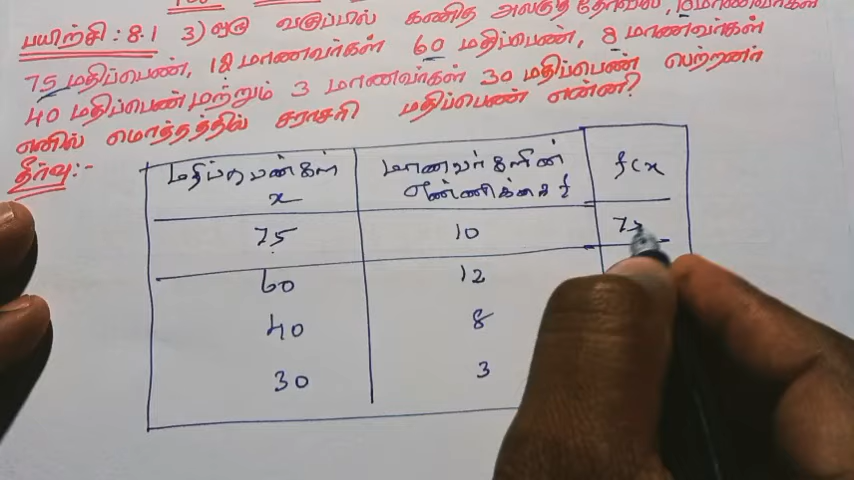 பயிற்சி : 8.1 3) ஒரு வகுப்பில் கணித அலகுத் தேர்வில், 10 மாணவர்கள்
75 மதிப்பெண், 12 மாணவர்கள் 60 மதிப்பெண், 8 மாணவர்கள்
40 மதிப்பெண் மற்றும் 3 மாணவர்கள் 30 மதிப்பெண் பெற்றனர்
எனில் மொத்தத்தில் சராசரி மதிப்பெண் என்ன?
தீர்வு:-
மதிப்பெண்கள் மாணவர்களின் f×x
x எண்ணிக்கை f
75 10
60 12
40 8
30 3